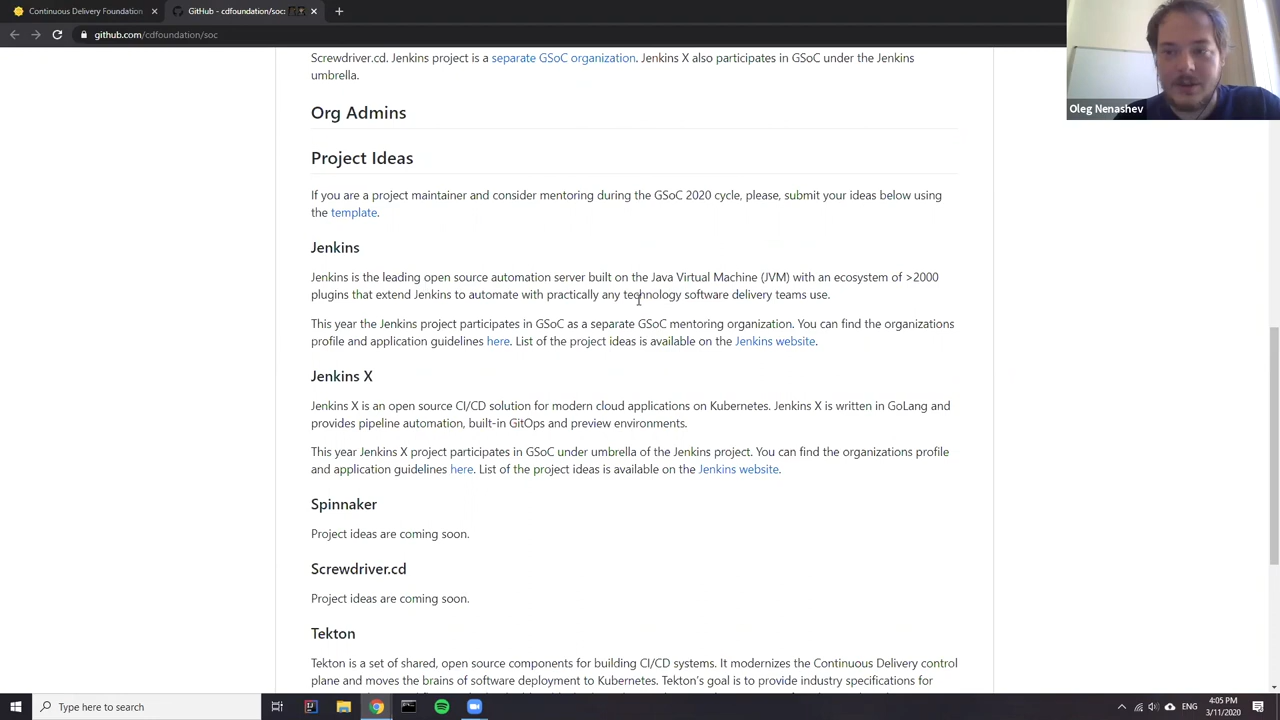 Continuous Delivery Foundation
GitHub - cdfoundation/soc:
github.com/cdfoundation/soc
Oleg Nenashev
Screwdriver.cd. Jenkins project is a separate GSoC organization. Jenkins X also participates in GSoC under the Jenkins
umbrella.
Org Admins
Project Ideas
If you are a project maintainer and consider mentoring during the GSoC 2020 cycle, please, submit your ideas below using
the template.
Jenkins
Jenkins is the leading open source automation server built on the Java Virtual Machine (JVM) with an ecosystem of >2000
plugins that extend Jenkins to automate with practically any technology software delivery teams use.
This year the Jenkins project participates in GSoC as a separate GSoC mentoring organization. You can find the organizations
profile and application guidelines here. List of the project ideas is available on the Jenkins website.
Jenkins X
Jenkins X is an open source CI/CD solution for modern cloud applications on Kubernetes. Jenkins X is written in GoLang and
provides pipeline automation, built-in GitOps and preview environments.
This year Jenkins X project participates in GSoC under umbrella of the Jenkins project. You can find the organizations profile
and application guidelines here. List of the project ideas is available on the Jenkins website.
Spinnaker
Project ideas are coming soon.
Screwdriver.cd
Project ideas are coming soon.
Tekton
Tekton is a set of shared, open source components for building CI/CD systems. It modernizes the Continuous Delivery control
plane and moves the brains of software deployment to Kubernetes. Tekton's goal is to provide industry specifications for
Type here to search
ENG
4:05 PM
3/11/2020